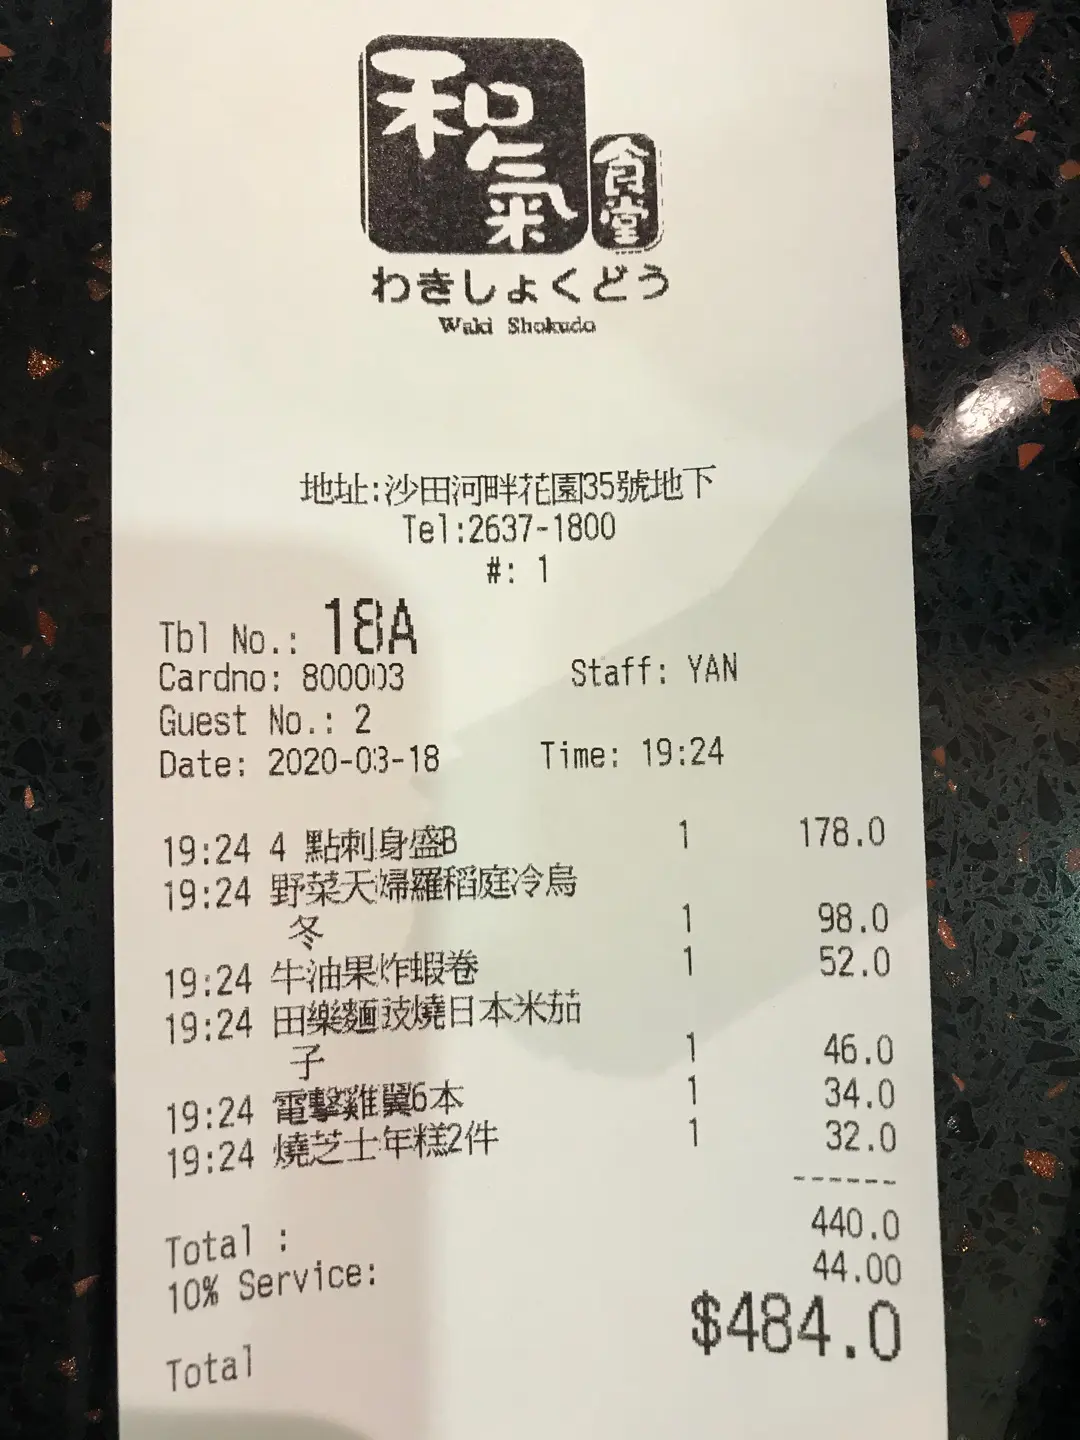 和氣
食堂
わきしょくどう
Waki Shokudo
地址:沙田河畔花園35號地下
Tel:2637-1800
#: 1
Tbl No.: 18A
Cardno: 800003 Staff: YAN
Guest No.: 2
Date: 2020-03-18 Time: 19:24
19:24 4 點刺身盛B 1 178.0
19:24 野菜天婦羅稻庭冷烏
冬 1 98.0
19:24 牛油果炸蝦卷 1 52.0
19:24 田樂麵豉燒日本米茄
子 1 46.0
19:24 電擊雞翼6本 1 34.0
19:24 燒芝士年糕2件 1 32.0
------
Total : 440.0
10% Service: 44.00
Total $484.0